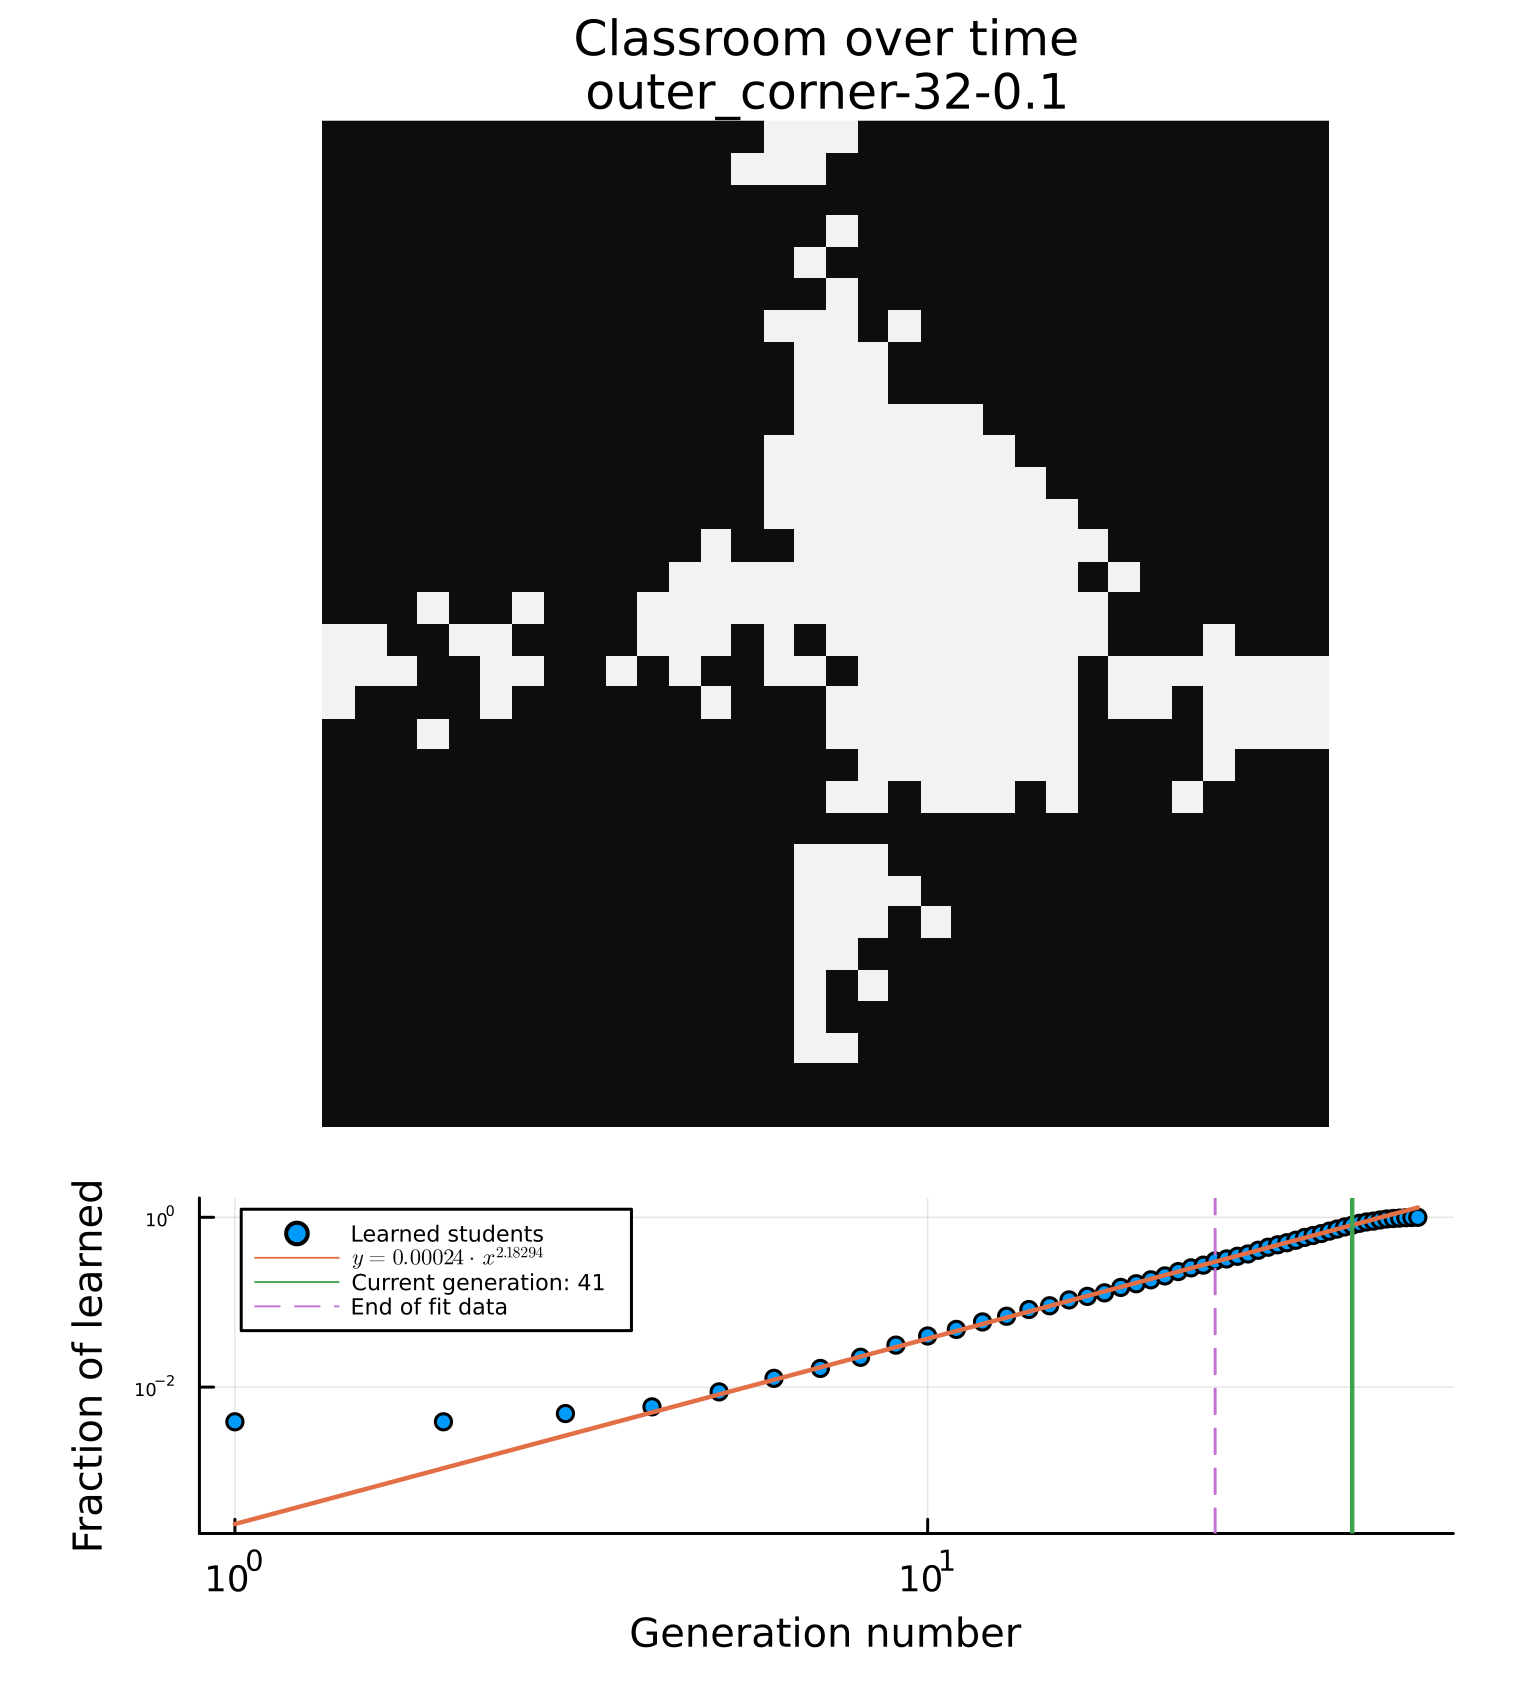 Classroom over time
outer_corner-32-0.1
Fraction of learned
10^0
10^−2
Learned students
y = 0.00024 · x^2.18294
Current generation: 41
End of fit data
10^0
10^1
Generation number